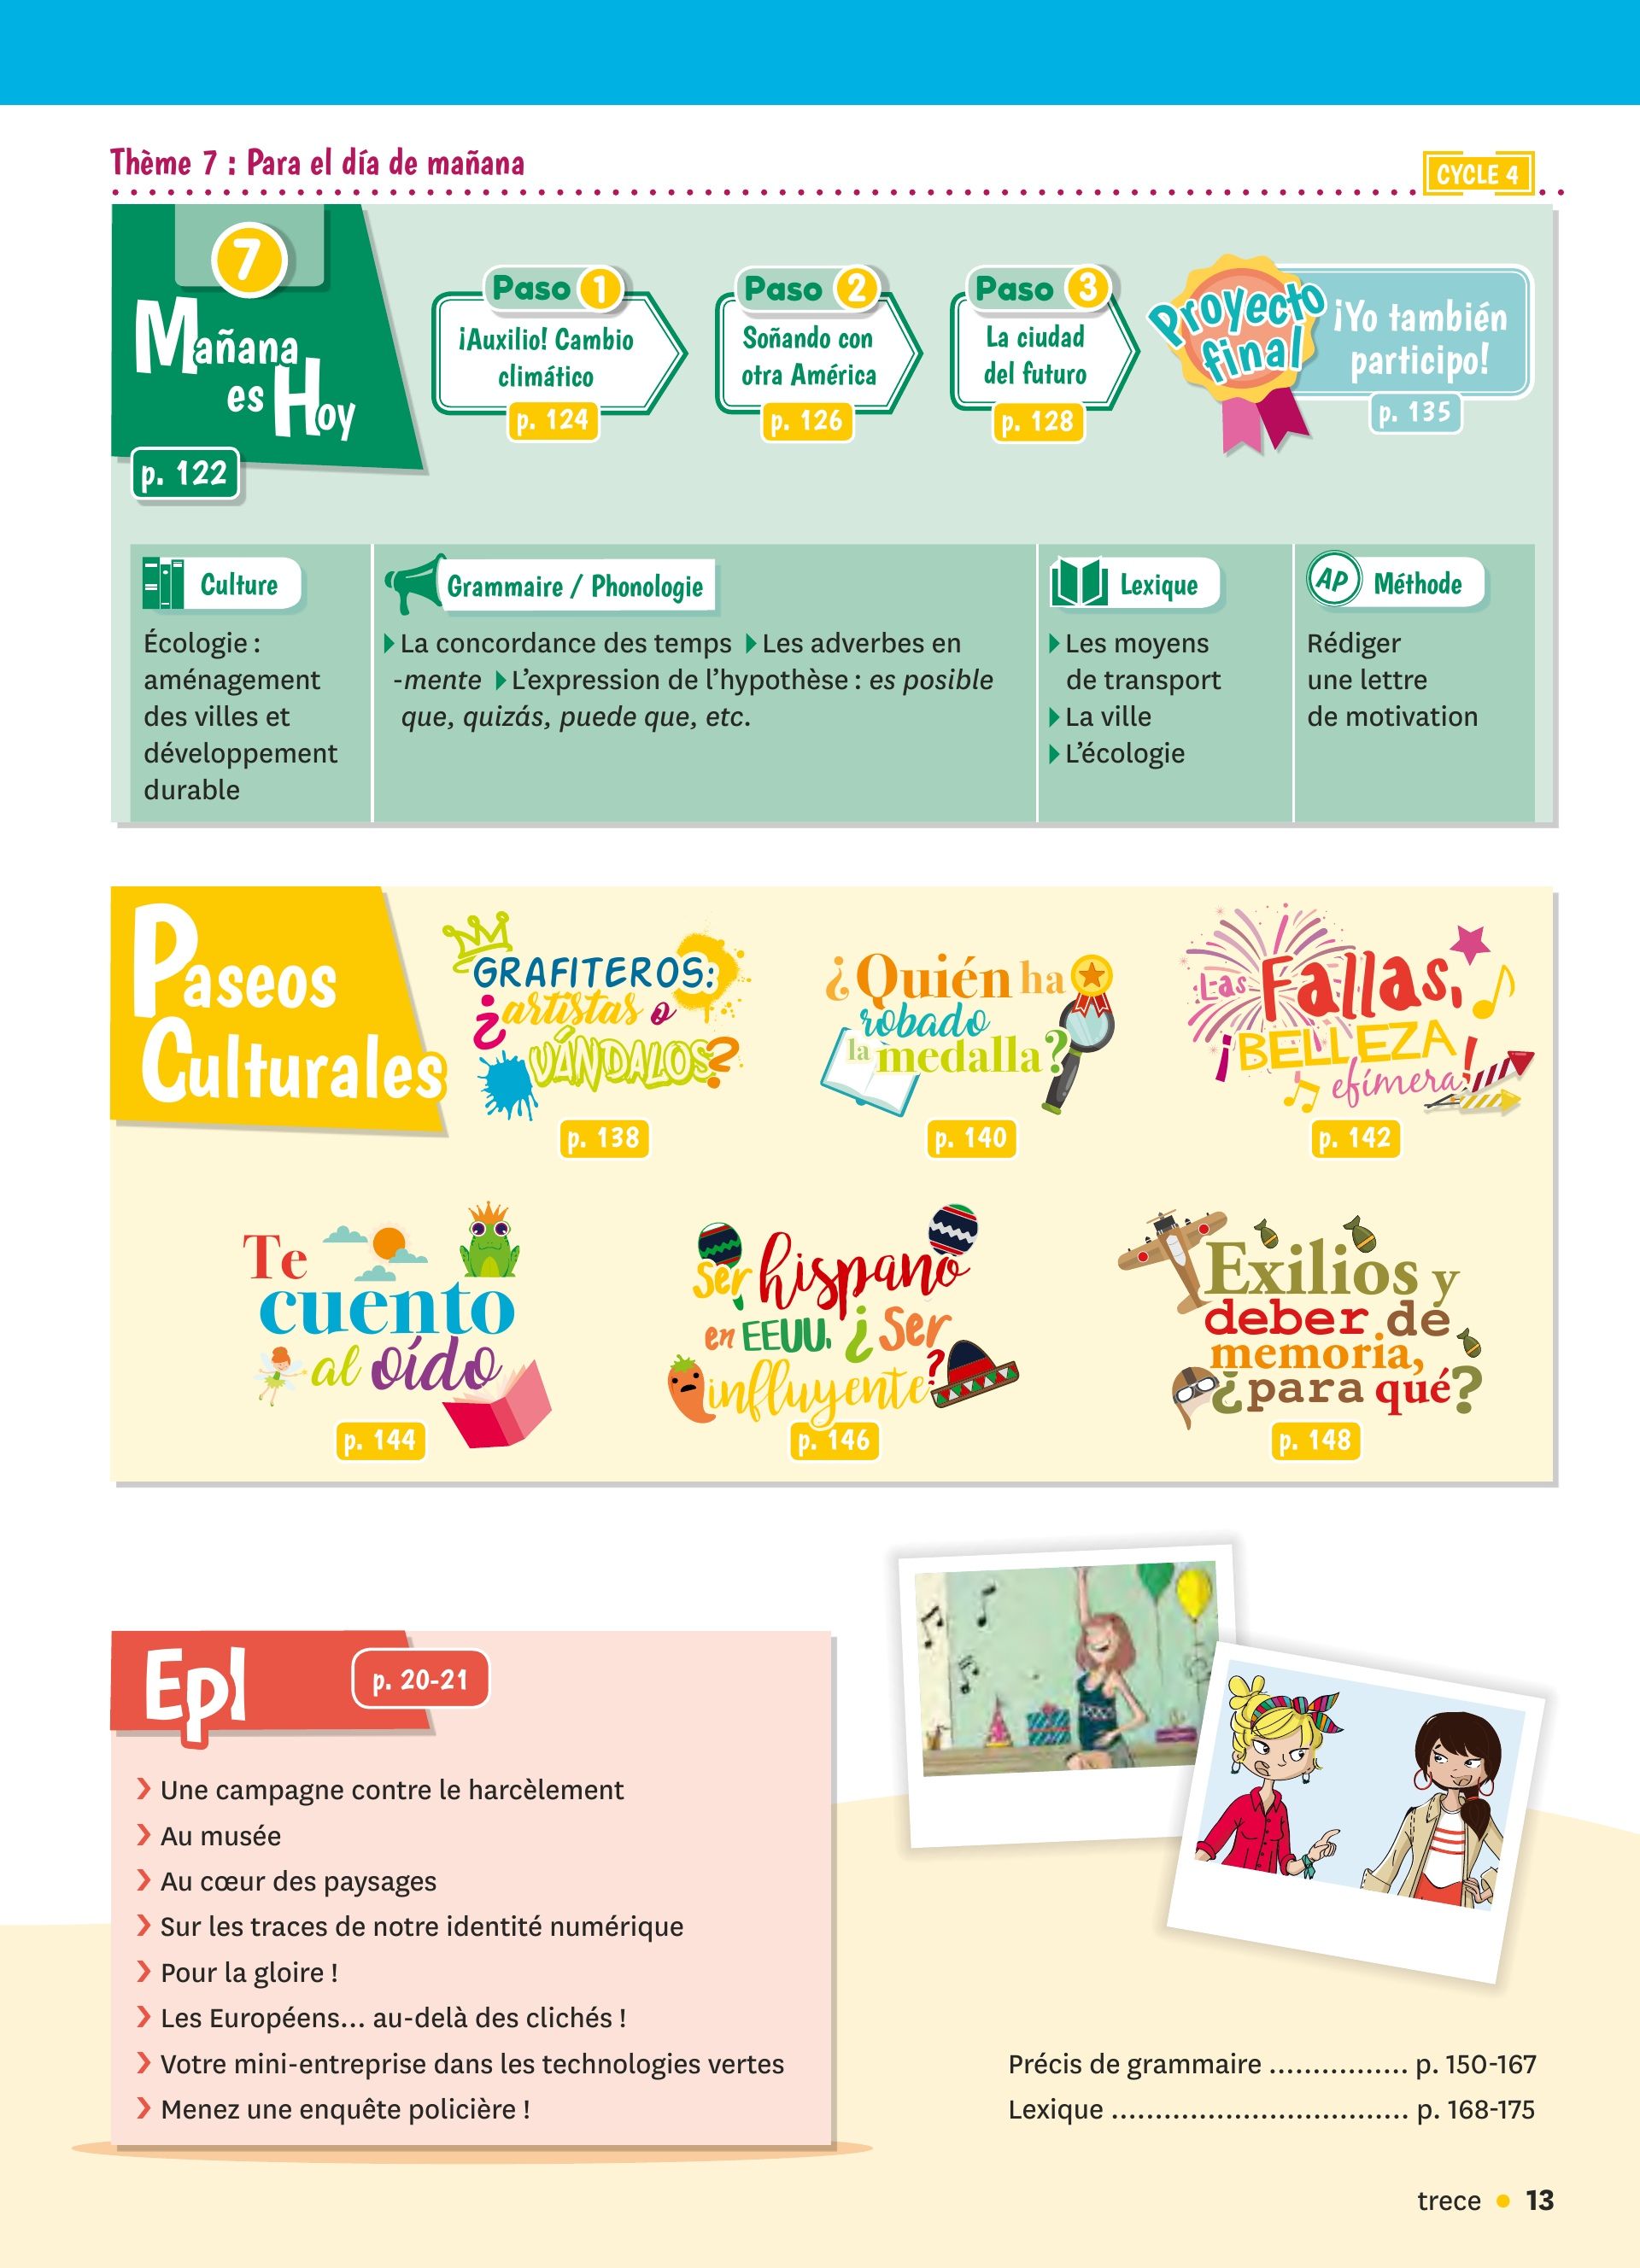 Thème 7 : Para el día de mañana
CYCLE 4
7
Mañana
es Hoy
p. 122
Paso 1
¡Auxilio! Cambio
climático
p. 124
Paso 2
Soñando con
otra América
p. 126
Paso 3
La ciudad
del futuro
p. 128
Proyecto
final
¡Yo también
participo!
p. 135
Culture
Écologie :
aménagement
des villes et
développement
durable
Grammaire / Phonologie
La concordance des temps Les adverbes en
-mente L’expression de l’hypothèse : es posible
que, quizás, puede que, etc.
Lexique
Les moyens
de transport
La ville
L’écologie
AP Méthode
Rédiger
une lettre
de motivation
Paseos
Culturales
GRAFITEROS:
¿artistas o
VÁNDALOS?
p. 138
¿Quién ha
robado
la medalla?
p. 140
Las Fallas,
¡BELLEZA
efímera!
p. 142
Te
cuento
al oído
p. 144
Ser hispano
en EEUU, ¿Ser
influyente?
p. 146
Exilios y
deber de
memoria,
¿para qué?
p. 148
EpI
p. 20-21
Une campagne contre le harcèlement
Au musée
Au cœur des paysages
Sur les traces de notre identité numérique
Pour la gloire !
Les Européens... au-delà des clichés !
Votre mini-entreprise dans les technologies vertes
Menez une enquête policière !
Précis de grammaire ................ p. 150-167
Lexique .................................. p. 168-175
trece • 13